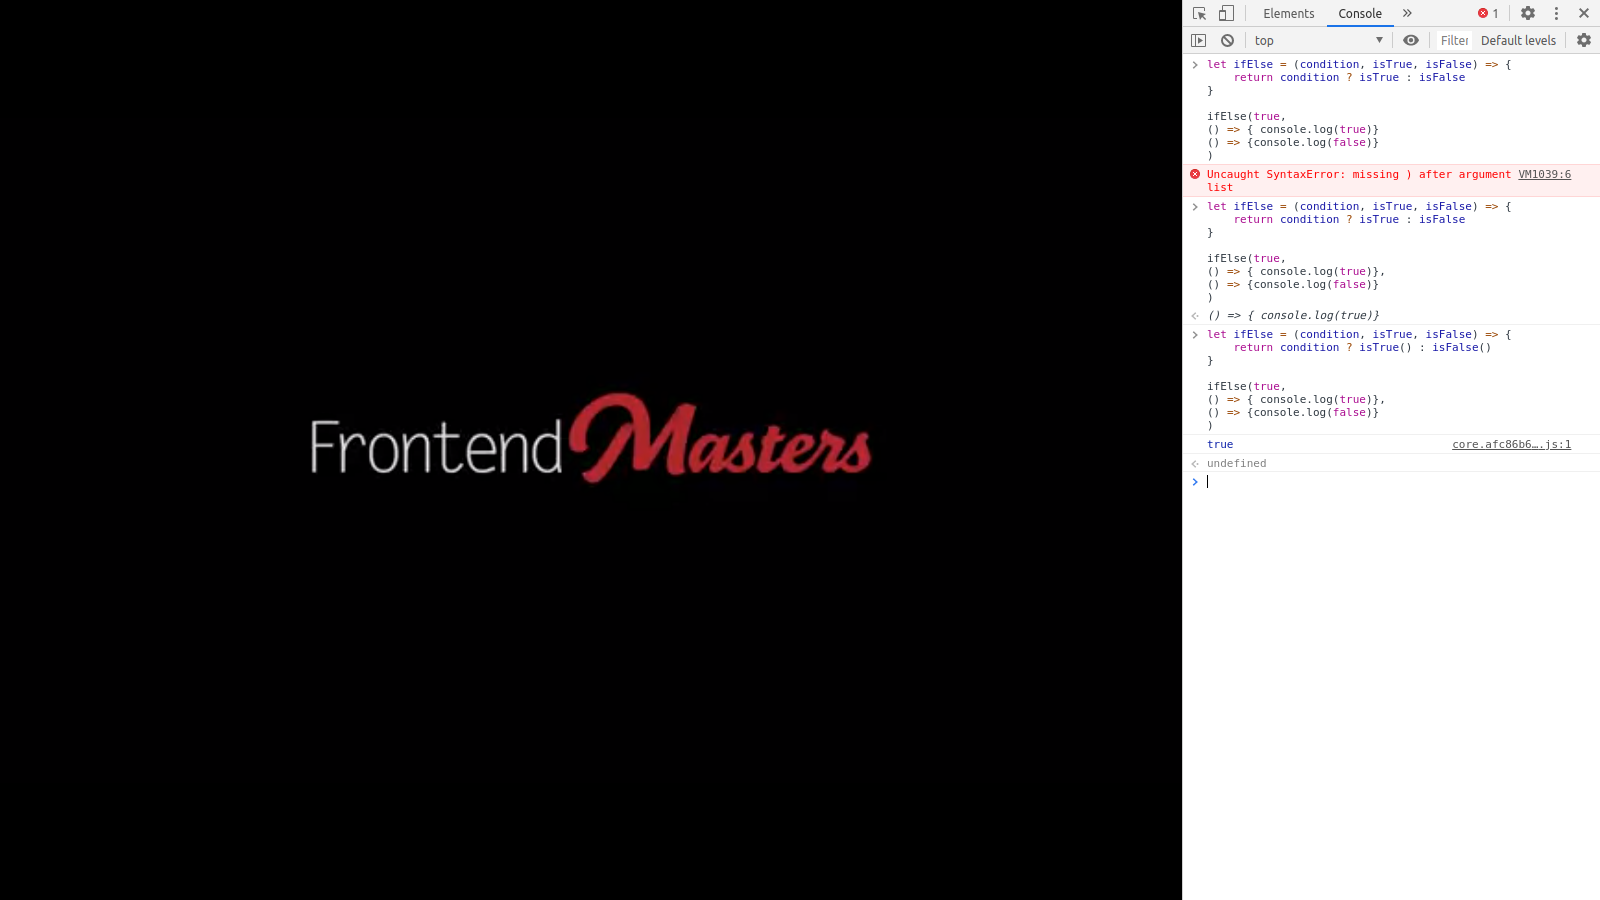 Frontend Masters
Elements Console » 1
top Filter Default levels
let ifElse = (condition, isTrue, isFalse) => {
    return condition ? isTrue : isFalse
}
ifElse(true,
() => { console.log(true)}
() => {console.log(false)}
)
Uncaught SyntaxError: missing ) after argument VM1039:6
list
let ifElse = (condition, isTrue, isFalse) => {
    return condition ? isTrue : isFalse
}
ifElse(true,
() => { console.log(true)},
() => {console.log(false)}
)
() => { console.log(true)}
let ifElse = (condition, isTrue, isFalse) => {
    return condition ? isTrue() : isFalse()
}
ifElse(true,
() => { console.log(true)},
() => {console.log(false)}
)
true core.afc86b6….js:1
undefined